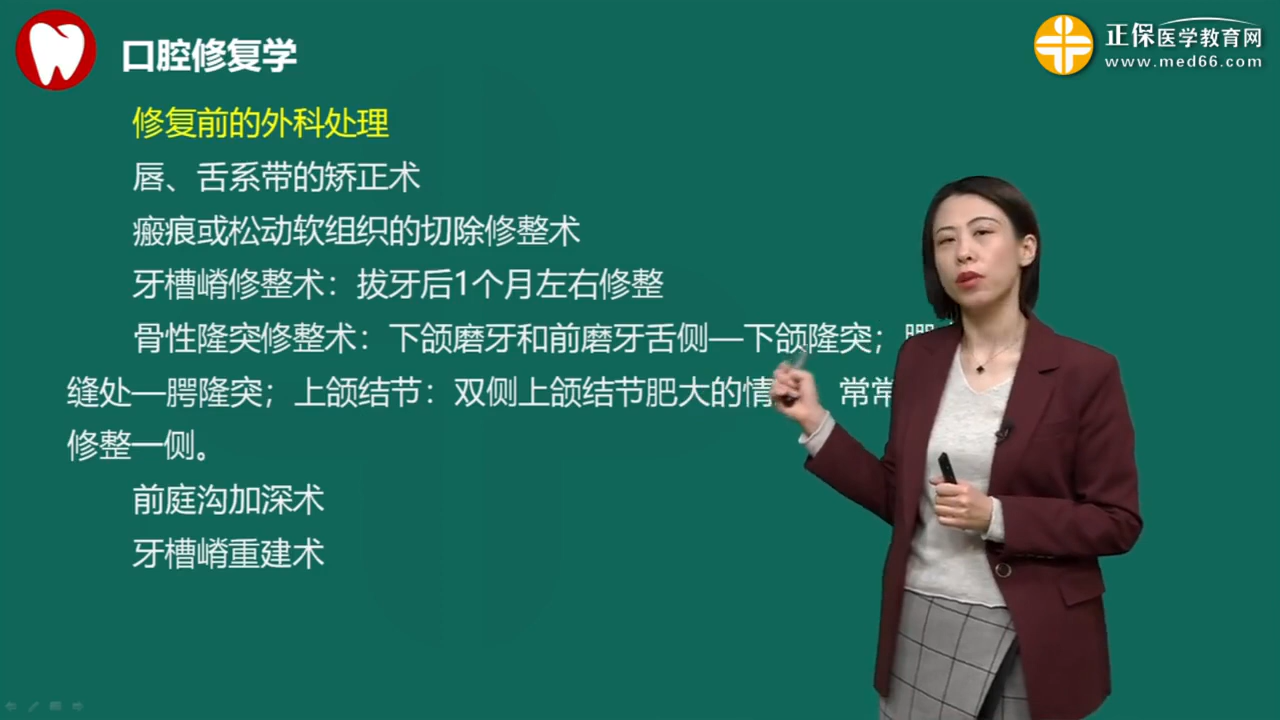 口腔修复学
正保医学教育网
www.med66.com
修复前的外科处理
唇、舌系带的矫正术
瘢痕或松动软组织的切除修整术
牙槽嵴修整术：拔牙后1个月左右修整
骨性隆突修整术：下颌磨牙和前磨牙舌侧—下颌隆突；
缝处—腭隆突；上颌结节：双侧上颌结节肥大的情 常常
修整一侧。
前庭沟加深术
牙槽嵴重建术